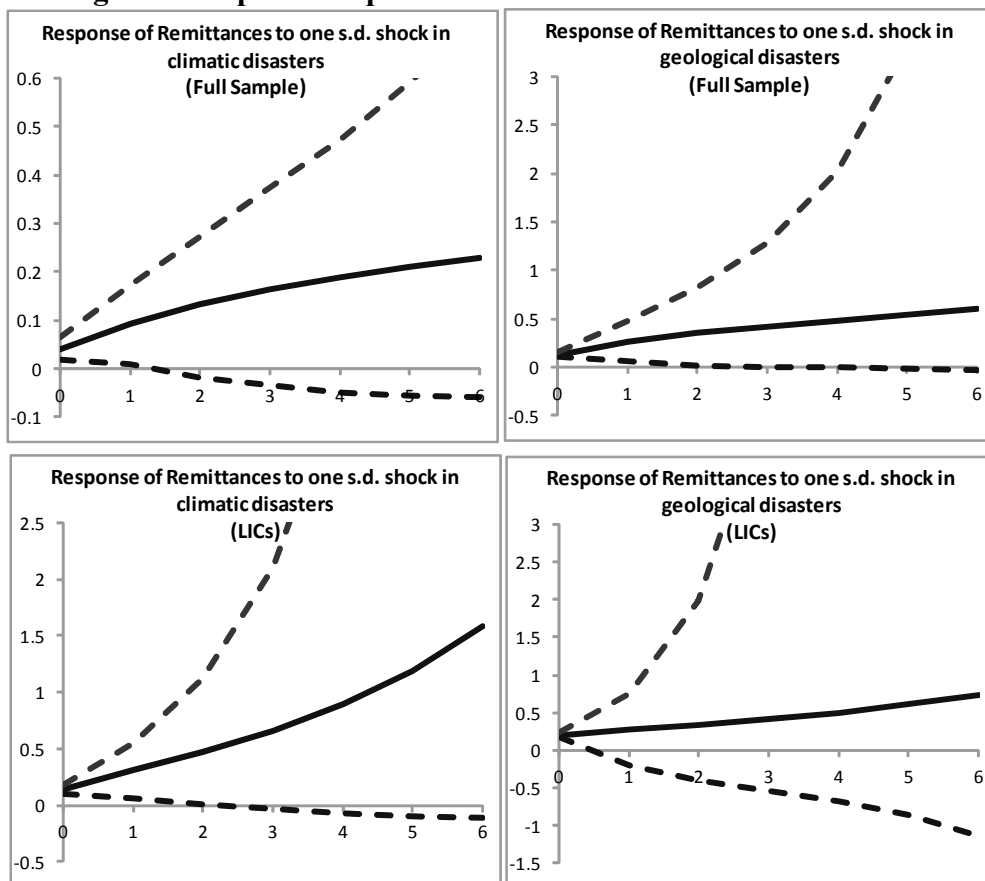 Response of Remittances to one s.d. shock in
climatic disasters
(Full Sample)
0.6
0.5
0.4
0.3
0.2
0.1
0
-0.1
0 1 2 3 4 5 6
Response of Remittances to one s.d. shock in
geological disasters
(Full Sample)
3
2.5
2
1.5
1
0.5
0
-0.5
0 1 2 3 4 5 6
Response of Remittances to one s.d. shock in
climatic disasters
(LICs)
2.5
2
1.5
1
0.5
0
-0.5
0 1 2 3 4 5 6
Response of Remittances to one s.d. shock in
geological disasters
(LICs)
3
2.5
2
1.5
1
0.5
0
-0.5
-1
-1.5
0 1 2 3 4 5 6